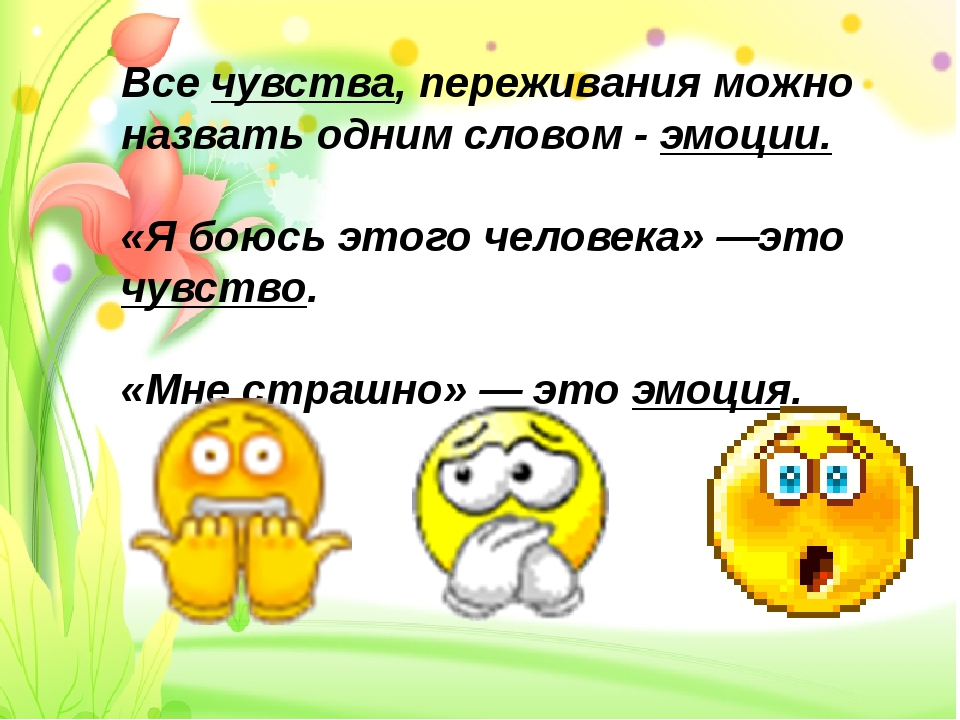 Все чувства, переживания можно
назвать одним словом - эмоции.
«Я боюсь этого человека» —это
чувство.
«Мне страшно» — это эмоция.